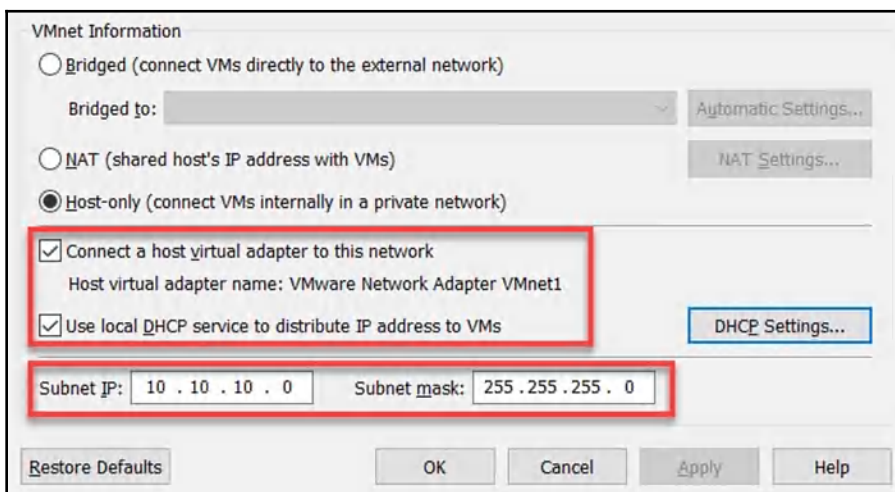 VMnet Information
Bridged (connect VMs directly to the external network)
Bridged to: Automatic Settings...
NAT (shared host's IP address with VMs) NAT Settings...
Host-only (connect VMs internally in a private network)
Connect a host virtual adapter to this network
Host virtual adapter name: VMware Network Adapter VMnet1
Use local DHCP service to distribute IP address to VMs DHCP Settings...
Subnet IP: 10 . 10 . 10 . 0 Subnet mask: 255 . 255 . 255 . 0
Restore Defaults OK Cancel Apply Help